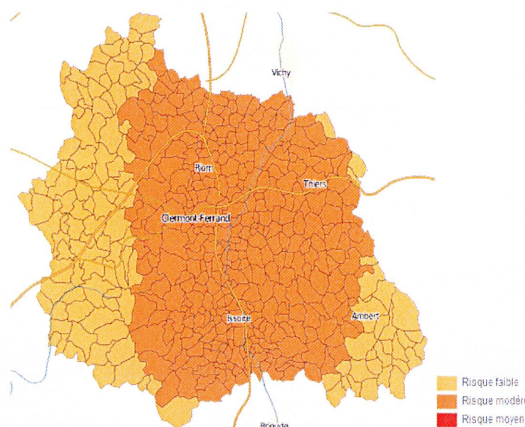 Vichy
Riom
Thiers
Clermont-Ferrand
Issoire
Ambert
Brioude
Risque faible
Risque modéré
Risque moyen